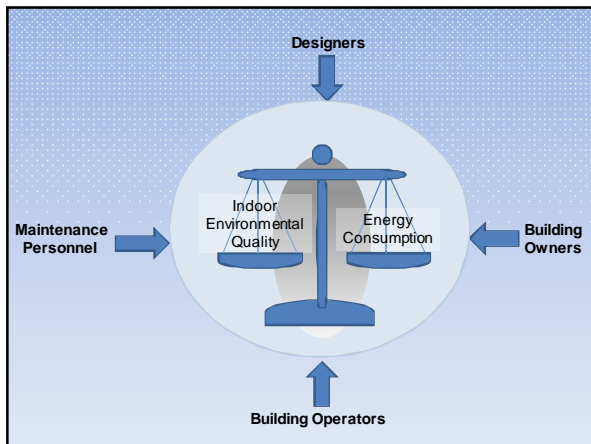 Designers
Indoor
Environmental
Quality
Energy
Consumption
Maintenance
Personnel
Building
Owners
Building Operators